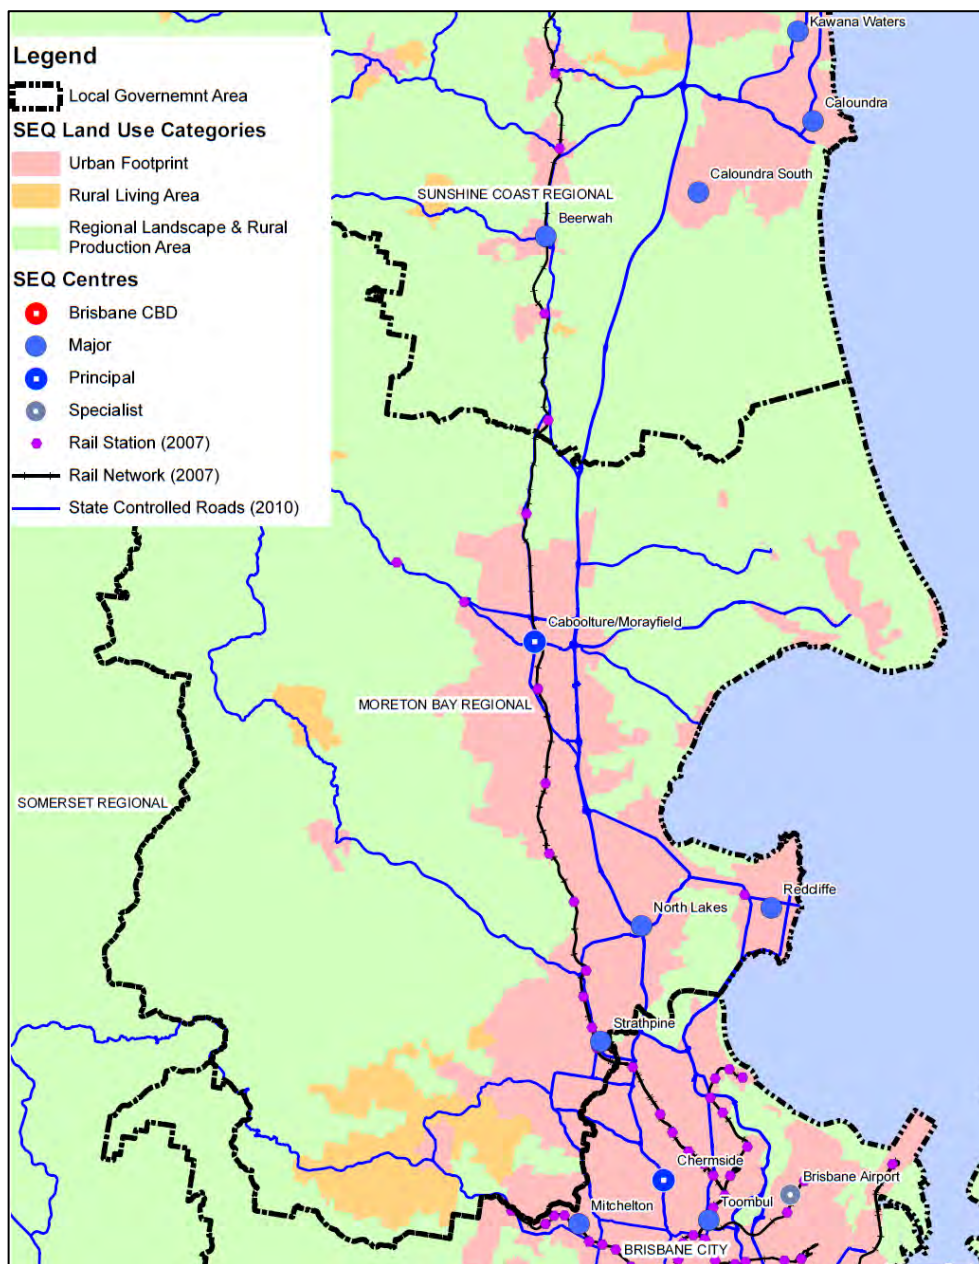 Legend
Local Governemnt Area
SEQ Land Use Categories
Urban Footprint
Rural Living Area
Regional Landscape & Rural
Production Area
SEQ Centres
Brisbane CBD
Major
Principal
Specialist
Rail Station (2007)
Rail Network (2007)
State Controlled Roads (2010)
Kawana Waters
Caloundra
Caloundra South
SUNSHINE COAST REGIONAL
Beerwah
Caboolture/Morayfield
MORETON BAY REGIONAL
SOMERSET REGIONAL
Redcliffe
North Lakes
Strathpine
Chermside
Brisbane Airport
Mitchelton
Toombul
BRISBANE CITY